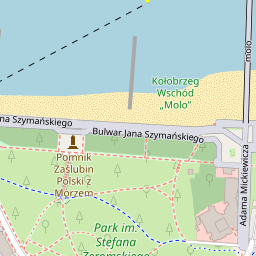 Kołobrzeg
Wschód
„Molo”
molo
na Szymańskiego
Bulwar Jana Szymańskiego
Pomnik
Zaślubin
Polski z
Morzem
Adama Mickiewicza
Park im.
Stefana
Żeromskiego